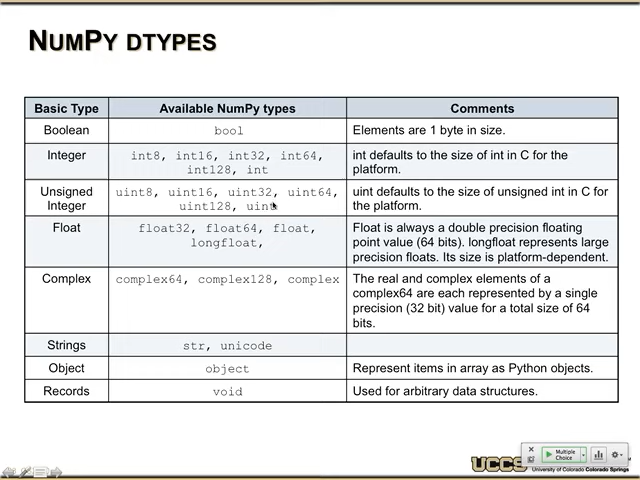 NUMPY DTYPES
Basic Type Available NumPy types Comments
Boolean bool Elements are 1 byte in size.
Integer int8, int16, int32, int64, int128, int int defaults to the size of int in C for the platform.
Unsigned Integer uint8, uint16, uint32, uint64, uint128, uint uint defaults to the size of unsigned int in C for the platform.
Float float32, float64, float, longfloat, Float is always a double precision floating point value (64 bits). longfloat represents large precision floats. Its size is platform-dependent.
Complex complex64, complex128, complex The real and complex elements of a complex64 are each represented by a single precision (32 bit) value for a total size of 64 bits.
Strings str, unicode
Object object Represent items in array as Python objects.
Records void Used for arbitrary data structures.
Multiple Choice
UCCS
University of Colorado Colorado Springs